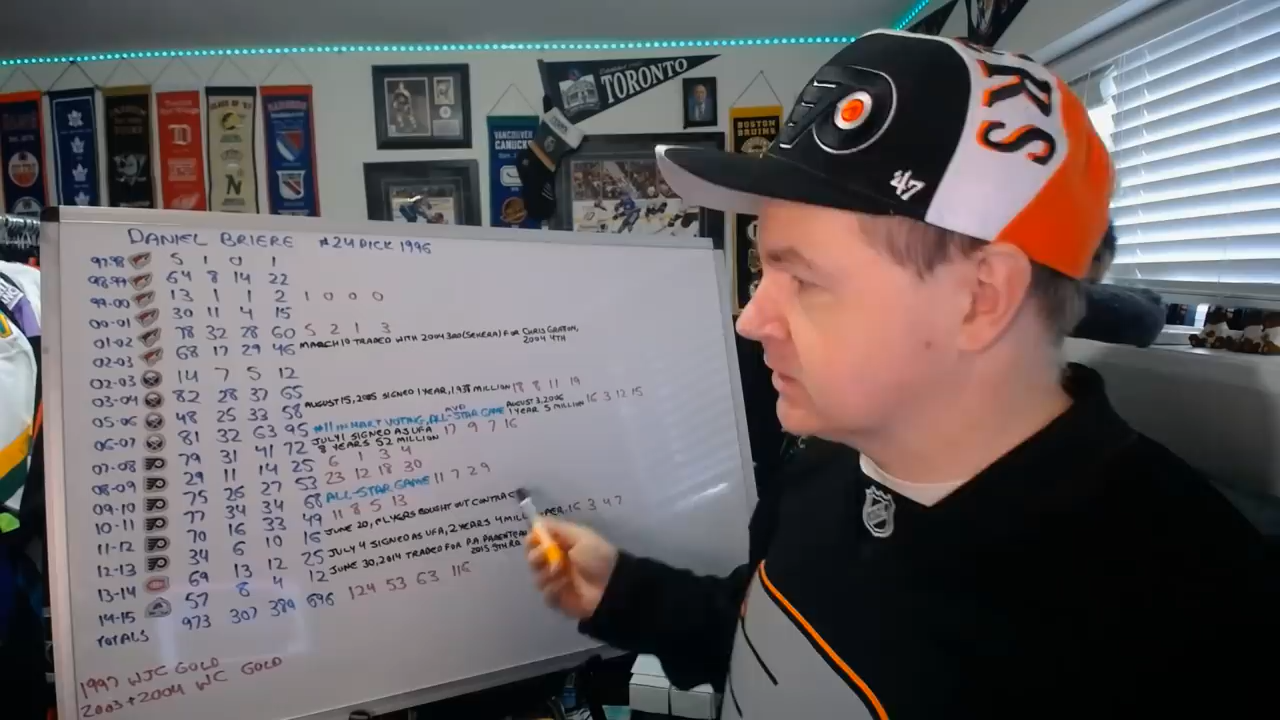 TORONTO
VANCOUVER
CANUCKS
BOSTON
BRUINS
CLASS OF '67
N
KS
'47
NHL
DANIEL BRIERE #24 PICK 1996
97-98 5 1 0 1
98-99 64 8 14 22
99-00 13 1 1 2 1 0 0 0
00-01 30 11 4 15
01-02 78 32 28 60 5 2 1 3
02-03 68 17 29 46 MARCH 10 TRADED WITH 2004 3RD (SEKERA) FOR CHRIS GRATTON,
2004 4TH
02-03 14 7 5 12
03-04 82 28 37 65
05-06 48 25 33 58 AUGUST 15, 2005 SIGNED 1 YEAR, 1.938 MILLION 18 8 11 19
06-07 81 32 63 95 #11 IN HART VOTING, ALL-STAR GAME MVP AUGUST 3, 2006
1 YEAR 5 MILLION 16 3 12 15
07-08 79 31 41 72 JULY 1 SIGNED AS UFA
8 YEARS 52 MILLION 17 9 7 16
08-09 29 11 14 25 6 1 3 4
09-10 75 26 27 53 23 12 18 30
10-11 77 34 34 68 ALL-STAR GAME 11 7 2 9
11-12 70 16 33 49 11 8 5 13
12-13 34 6 10 16 JUNE 20, FLYERS BOUGHT OUT CONTRACT
13-14 69 13 12 25 JULY 4 SIGNED AS UFA, 2 YEARS 4 MILL PER 16 3 4 7
14-15 57 8 4 12 JUNE 30, 2014 TRADED FOR P.A. PARENTEAU
2015 5TH RD
TOTALS 973 307 389 696 124 53 63 116
1997 WJC GOLD
2003+2004 WC GOLD